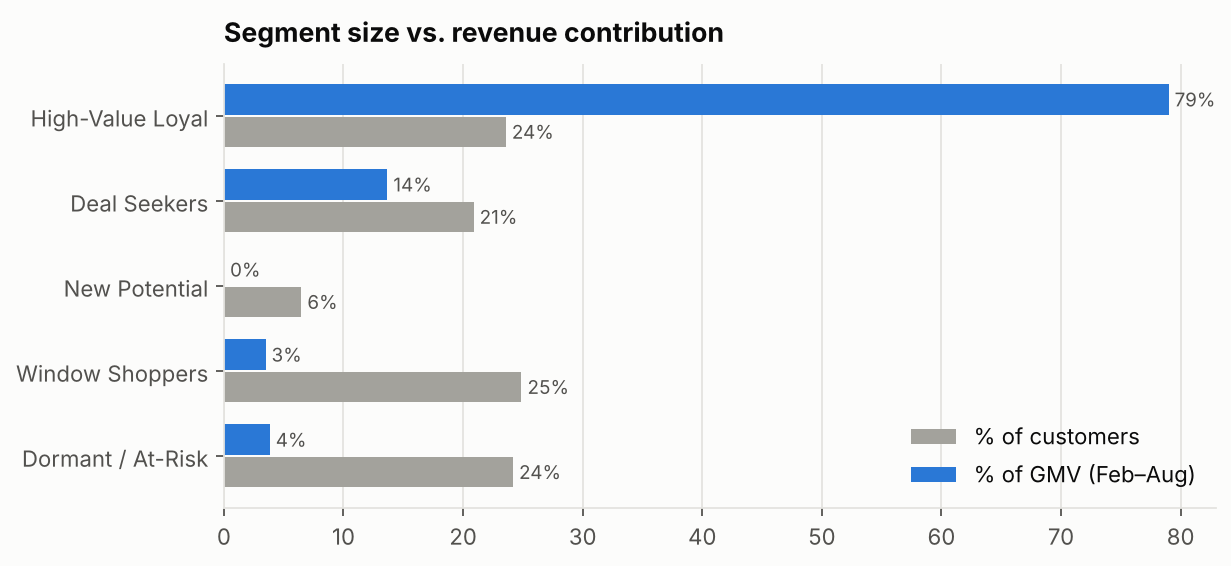 Segment size vs. revenue contribution
High-Value Loyal
79%
24%
Deal Seekers
14%
21%
New Potential
0%
6%
Window Shoppers
3%
25%
Dormant / At-Risk
4%
24%
% of customers
% of GMV (Feb–Aug)
0 10 20 30 40 50 60 70 80